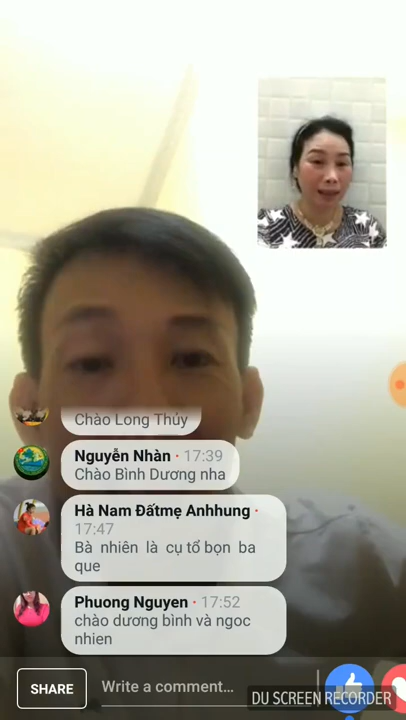 Chào Long Thủy
Nguyễn Nhàn · 17:39
Chào Bình Dương nha
Hà Nam Đấtmẹ Anhhung ·
17:47
Bà nhiên là cụ tổ bọn ba
que
Phuong Nguyen · 17:52
chào dương bình và ngoc
nhien
SHARE
Write a comment...
DU SCREEN RECORDER